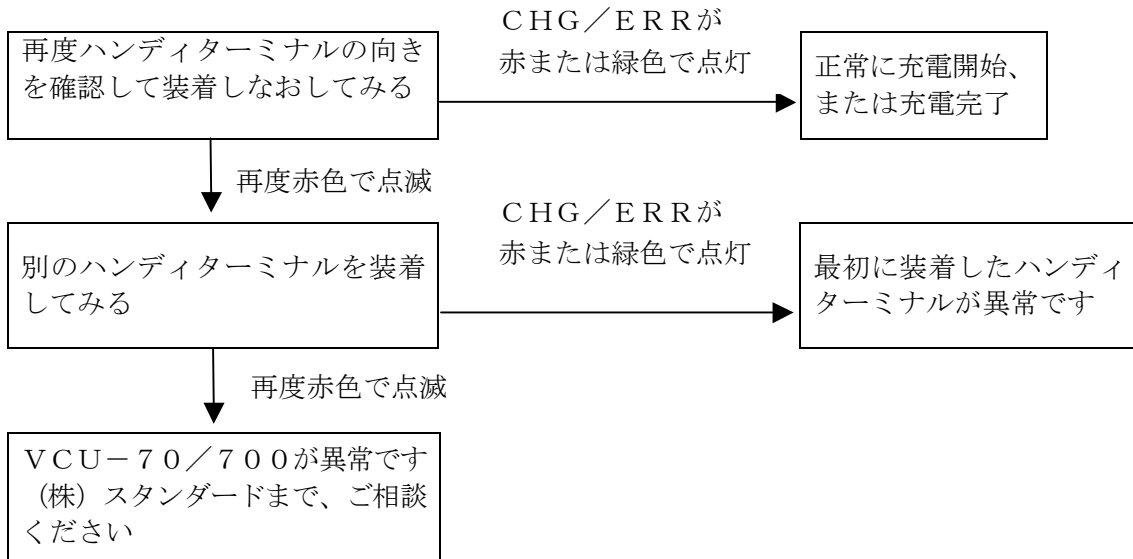 再度ハンディターミナルの向き
を確認して装着しなおしてみる
ＣＨＧ／ＥＲＲが
赤または緑色で点灯
正常に充電開始、
または充電完了
再度赤色で点滅
別のハンディターミナルを装着
してみる
ＣＨＧ／ＥＲＲが
赤または緑色で点灯
最初に装着したハンディ
ターミナルが異常です
再度赤色で点滅
ＶＣＵ－７０／７００が異常です
（株）スタンダードまで、ご相談
ください